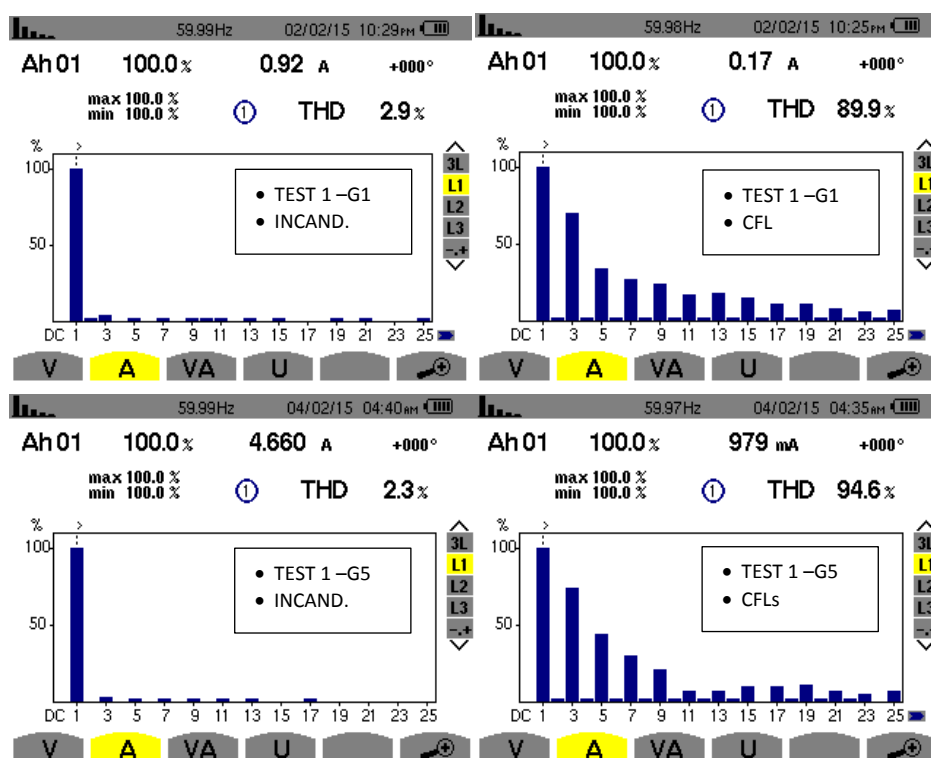 59.99Hz 02/02/15 10:29PM
Ah 01 100.0 % 0.92 A +000°
max 100.0 %
min 100.0 %
1 THD 2.9 %
%
>
100
50
3L
L1
L2
L3
-.+
• TEST 1 –G1
• INCAND.
DC 1 3 5 7 9 11 13 15 17 19 21 23 25
V A VA U
59.98Hz 02/02/15 10:25PM
Ah 01 100.0 % 0.17 A +000°
max 100.0 %
min 100.0 %
1 THD 89.9 %
%
>
100
50
3L
L1
L2
L3
• TEST 1 –G1
• CFL
DC 1 3 5 7 9 11 13 15 17 19 21 23 25
V A VA U
59.99Hz 04/02/15 04:40AM
Ah 01 100.0 % 4.660 A +000°
max 100.0 %
min 100.0 %
1 THD 2.3 %
%
>
100
50
3L
L1
L2
L3
-.+
• TEST 1 –G5
• INCAND.
DC 1 3 5 7 9 11 13 15 17 19 21 23 25
V A VA U
59.97Hz 04/02/15 04:35AM
Ah 01 100.0 % 979 mA +000°
max 100.0 %
min 100.0 %
1 THD 94.6 %
%
>
100
50
3L
L1
L2
L3
• TEST 1 –G5
• CFLs
DC 1 3 5 7 9 11 13 15 17 19 21 23 25
V A VA U